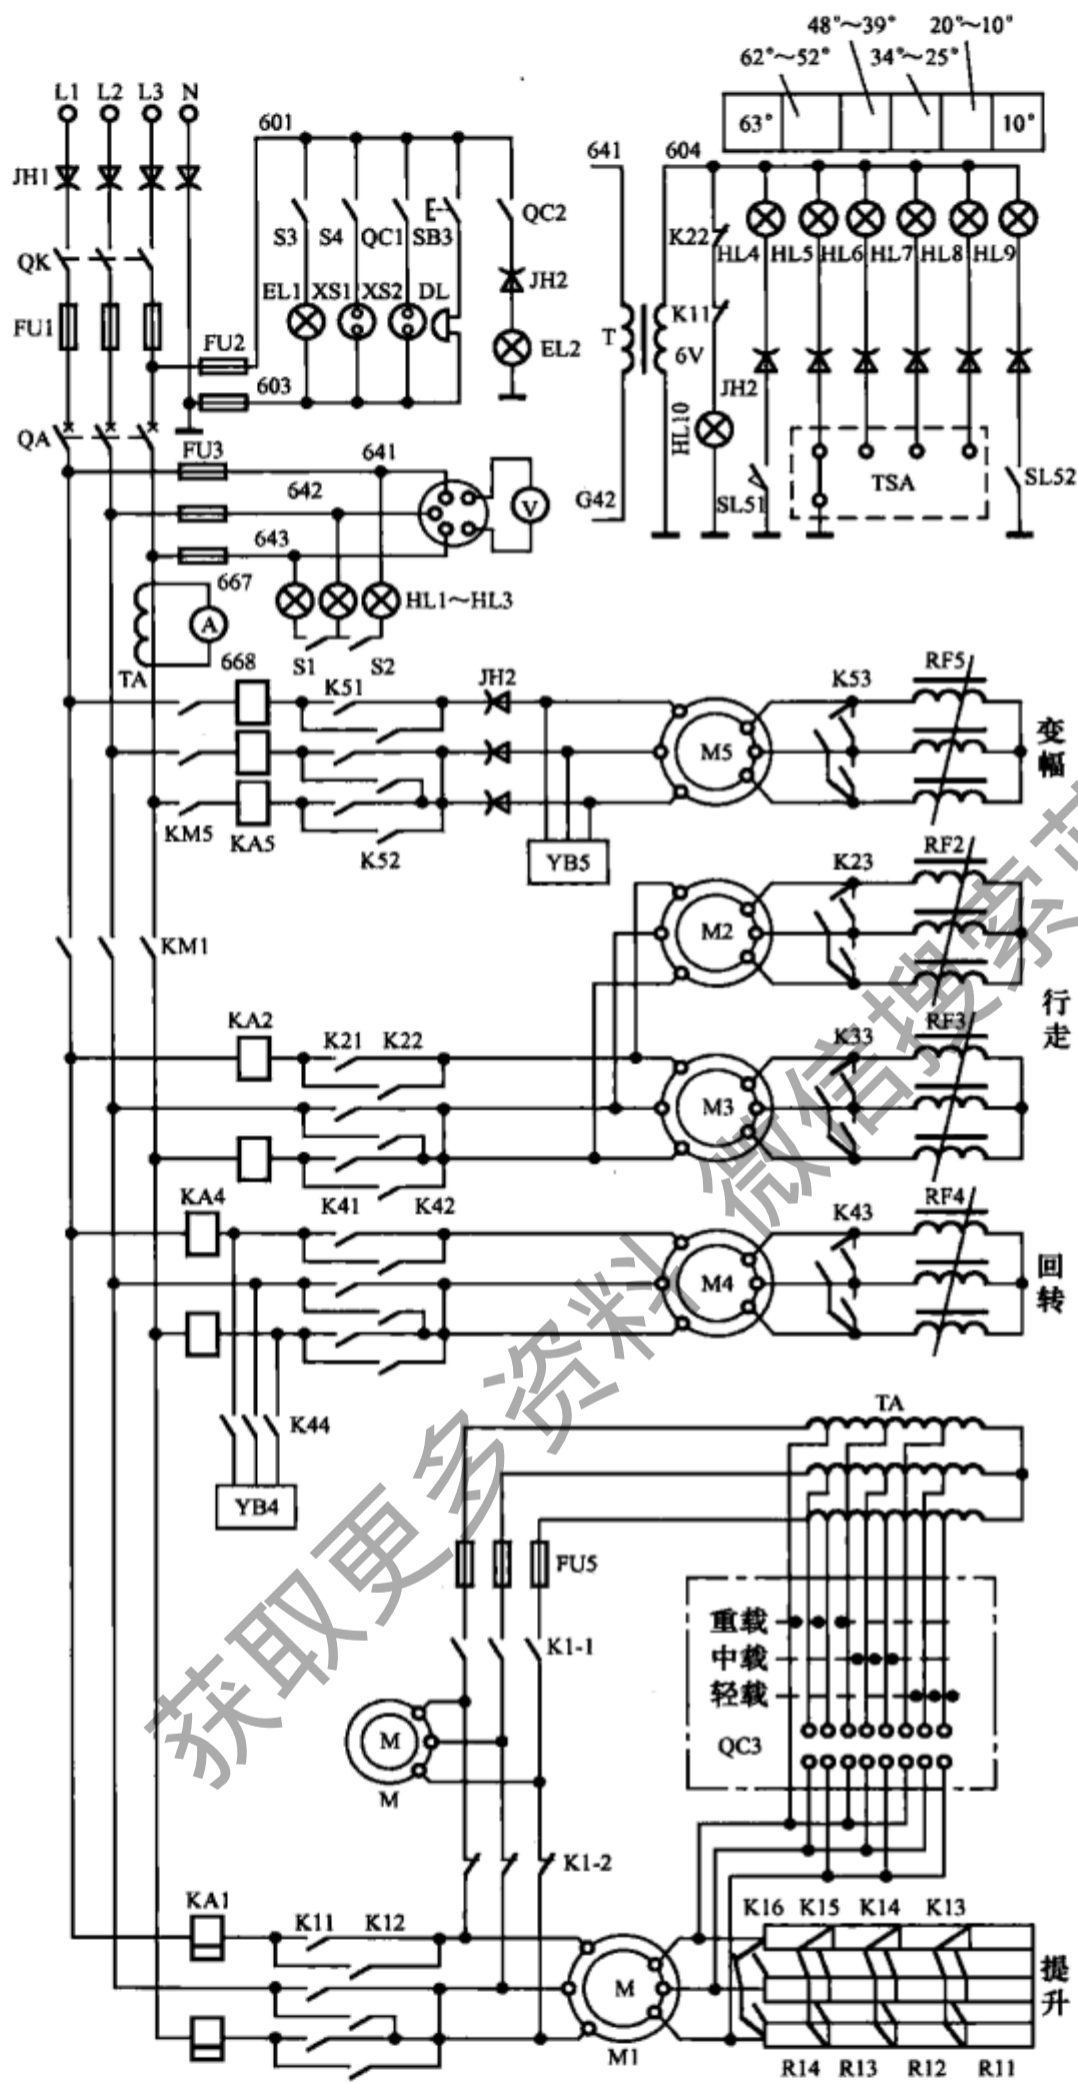 48°～39° 20°～10°
62°～52° 34°～25°
L1 L2 L3 N
63° 10°
601 641 604
JH1
S3 S4 QC1 SB3 QC2
K22 HL4 HL5 HL6 HL7 HL8 HL9
QK
EL1 XS1 XS2 DL JH2
FU1 FU2 T K11 6V
EL2
603 JH2
QA FU3 HL10
641
642 G42 SL51 TSA SL52
V
643
667
A HL1～HL3
TA 668 S1 S2
K51 JH2 K53 RF5
M5 变幅
KM5 KA5 K52 YB5
K23 RF2
KM1 M2
行走
KA2 K21 K22 K33 RF3
M3
KA4 K41 K42 K43 RF4
M4 回转
K44
YB4
TA
FU5
重载
K1-1
中载
轻载
M QC3
M
K1-2
KA1 K11 K12 K16 K15 K14 K13
M 提升
M1 R14 R13 R12 R11
获取更多资料 微信搜索